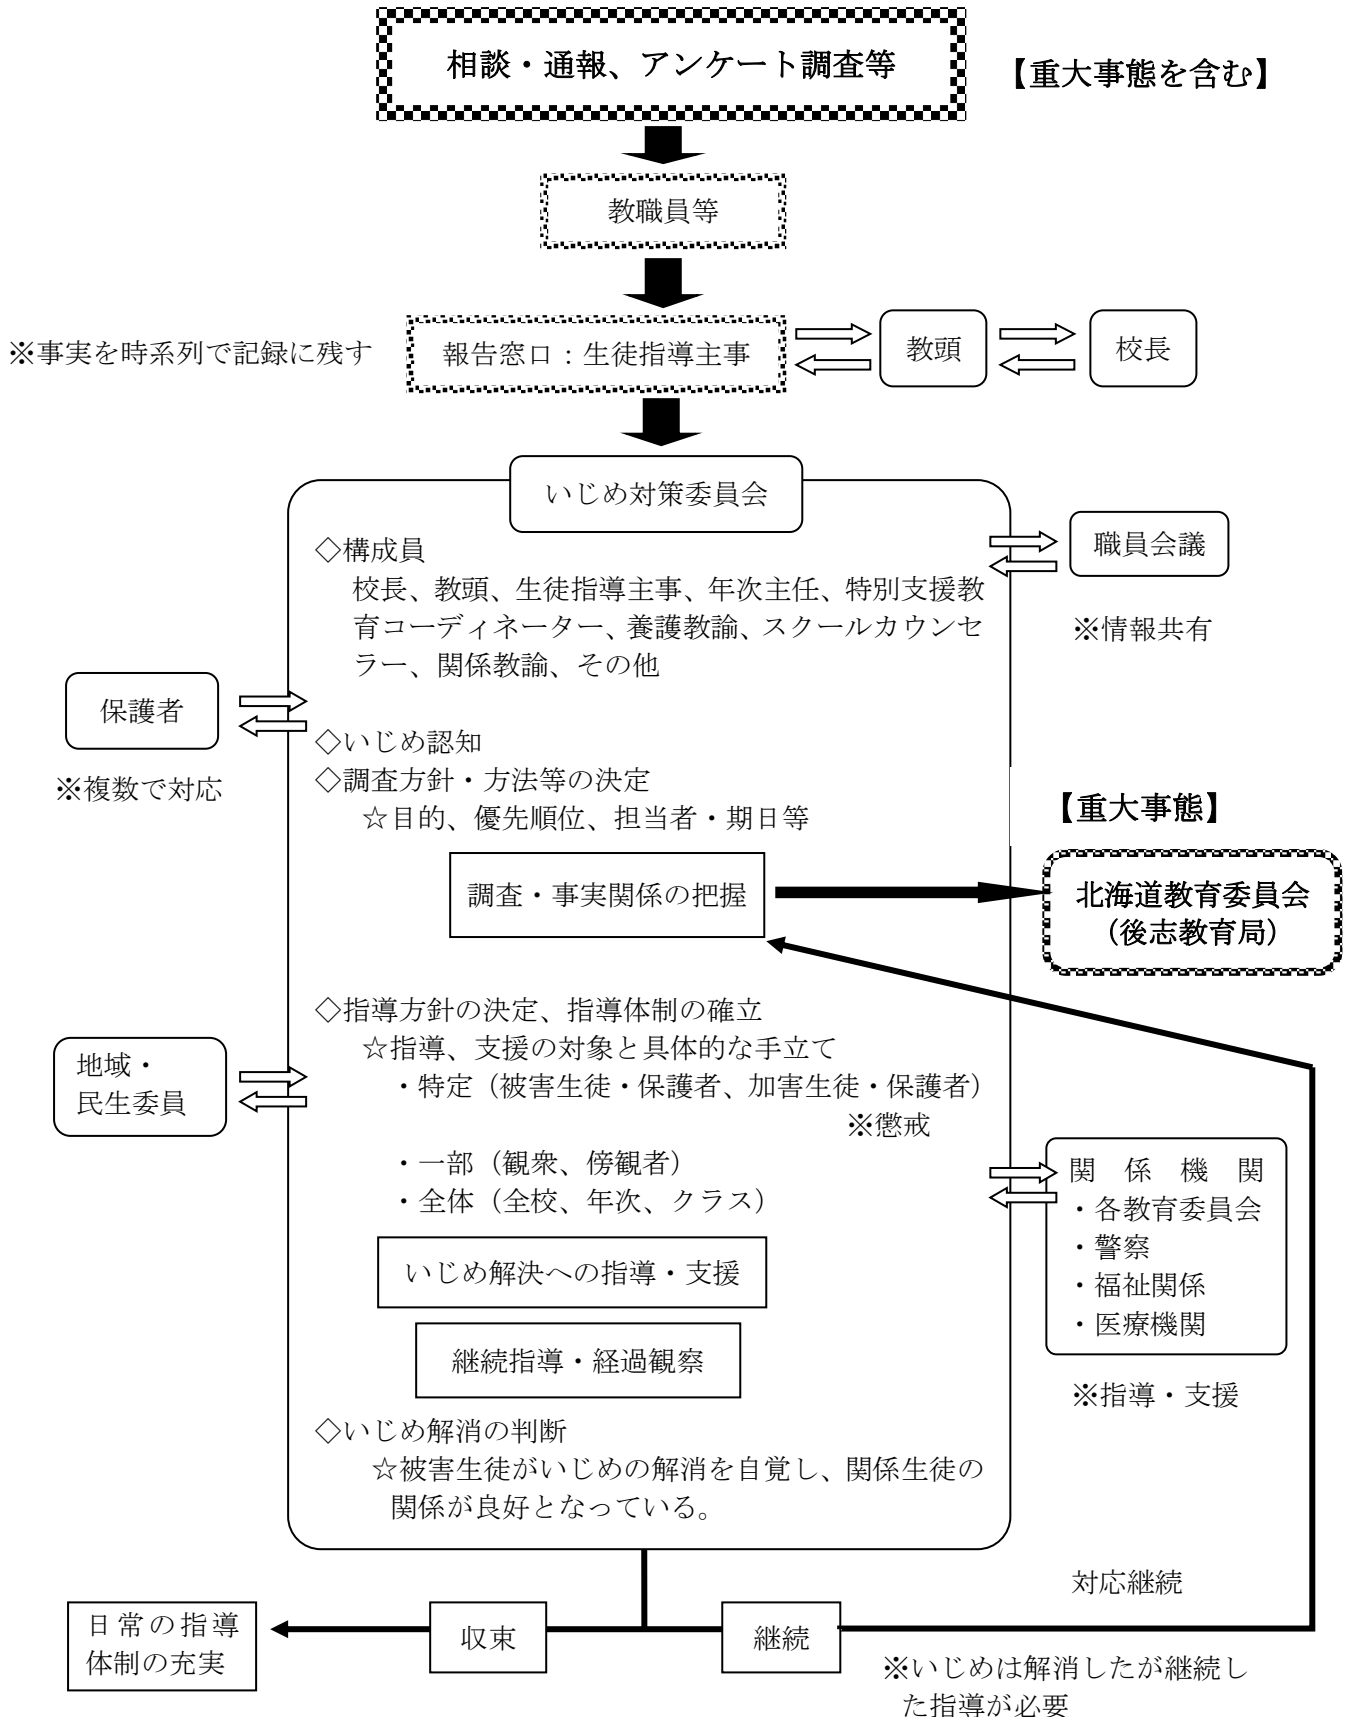 相談・通報、アンケート調査等
【重大事態を含む】
教職員等
※事実を時系列で記録に残す
報告窓口：生徒指導主事
教頭
校長
いじめ対策委員会
◇構成員
校長、教頭、生徒指導主事、年次主任、特別支援教
育コーディネーター、養護教諭、スクールカウンセ
ラー、関係教諭、その他
職員会議
※情報共有
保護者
※複数で対応
◇いじめ認知
◇調査方針・方法等の決定
☆目的、優先順位、担当者・期日等
調査・事実関係の把握
【重大事態】
北海道教育委員会
（後志教育局）
◇指導方針の決定、指導体制の確立
☆指導、支援の対象と具体的な手立て
・特定（被害生徒・保護者、加害生徒・保護者）
※懲戒
・一部（観衆、傍観者）
・全体（全校、年次、クラス）
地域・
民生委員
関係機関
・各教育委員会
・警察
・福祉関係
・医療機関
※指導・支援
いじめ解決への指導・支援
継続指導・経過観察
◇いじめ解消の判断
☆被害生徒がいじめの解消を自覚し、関係生徒の
関係が良好となっている。
対応継続
日常の指導
体制の充実
収束
継続
※いじめは解消したが継続し
た指導が必要